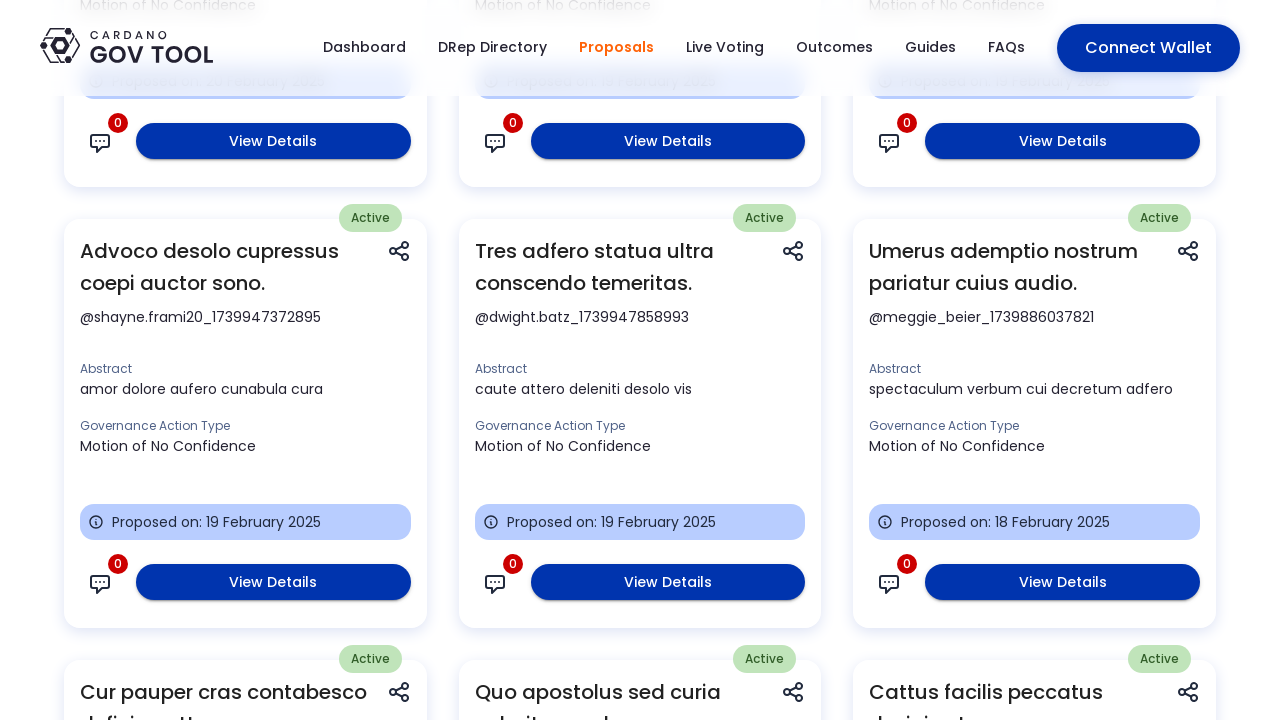 Motion of No Confidence
Motion of No Confidence
Motion of No Confidence
CARDANO
GOV TOOL
Dashboard
DRep Directory
Proposals
Live Voting
Outcomes
Guides
FAQs
Connect Wallet
0
View Details
0
View Details
0
View Details
Active
Advoco desolo cupressus
coepi auctor sono.
@shayne.frami20_1739947372895
Abstract
amor dolore aufero cunabula cura
Governance Action Type
Motion of No Confidence
Proposed on: 19 February 2025
0
View Details
Active
Tres adfero statua ultra
conscendo temeritas.
@dwight.batz_1739947858993
Abstract
caute attero deleniti desolo vis
Governance Action Type
Motion of No Confidence
Proposed on: 19 February 2025
0
View Details
Active
Umerus ademptio nostrum
pariatur cuius audio.
@meggie_beier_1739886037821
Abstract
spectaculum verbum cui decretum adfero
Governance Action Type
Motion of No Confidence
Proposed on: 18 February 2025
0
View Details
Active
Cur pauper cras contabesco
Active
Quo apostolus sed curia
Active
Cattus facilis peccatus